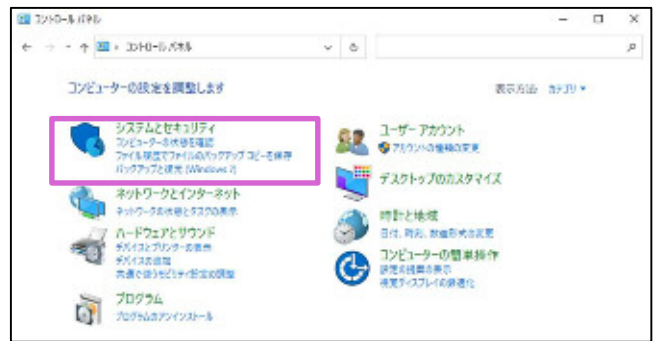 コントロール パネル
コントロール パネル
コンピューターの設定を調整します
表示方法: カテゴリ
システムとセキュリティ
コンピューターの状態を確認
ファイル履歴でファイルのバックアップ コピーを保存
バックアップと復元 (Windows 7)
ネットワークとインターネット
ネットワークの状態とタスクの表示
ハードウェアとサウンド
デバイスとプリンターの表示
デバイスの追加
共通で使うモビリティ設定の調整
プログラム
プログラムのアンインストール
ユーザー アカウント
アカウントの種類の変更
デスクトップのカスタマイズ
時計と地域
日付、時刻、数値形式の変更
コンピューターの簡単操作
設定の提案の表示
視覚ディスプレイの最適化